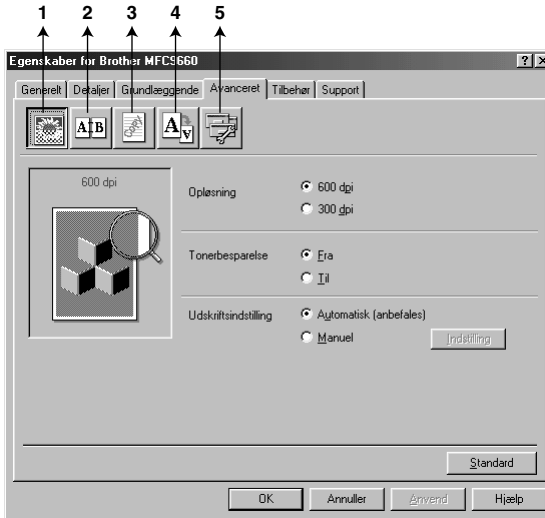 1 2 3 4 5
Egenskaber for Brother MFC9660
Generelt Detaljer Grundlæggende Avanceret Tilbehør Support
A B Copy A A
600 dpi
Opløsning
600 dpi
300 dpi
Tonerbesparelse
Fra
Til
Udskriftsindstilling
Automatisk (anbefales)
Manuel
Indstilling
Standard
OK Annuller Anvend Hjælp